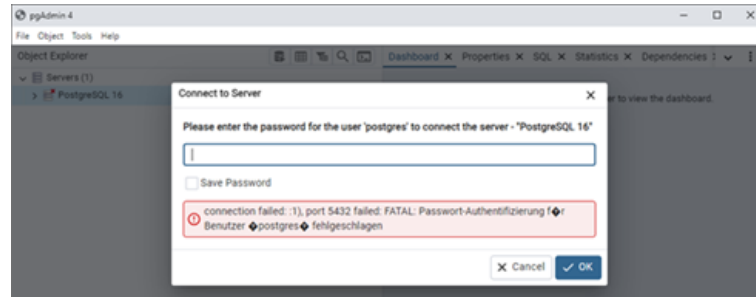 pgAdmin 4
File Object Tools Help
Object Explorer
Dashboard Properties SQL Statistics Dependencies
Servers (1)
PostgreSQL 16
er to view the dashboard.
Connect to Server
Please enter the password for the user 'postgres' to connect the server - "PostgreSQL 16"
Save Password
connection failed: :1), port 5432 failed: FATAL: Passwort-Authentifizierung f�r
Benutzer �postgres� fehlgeschlagen
Cancel
OK